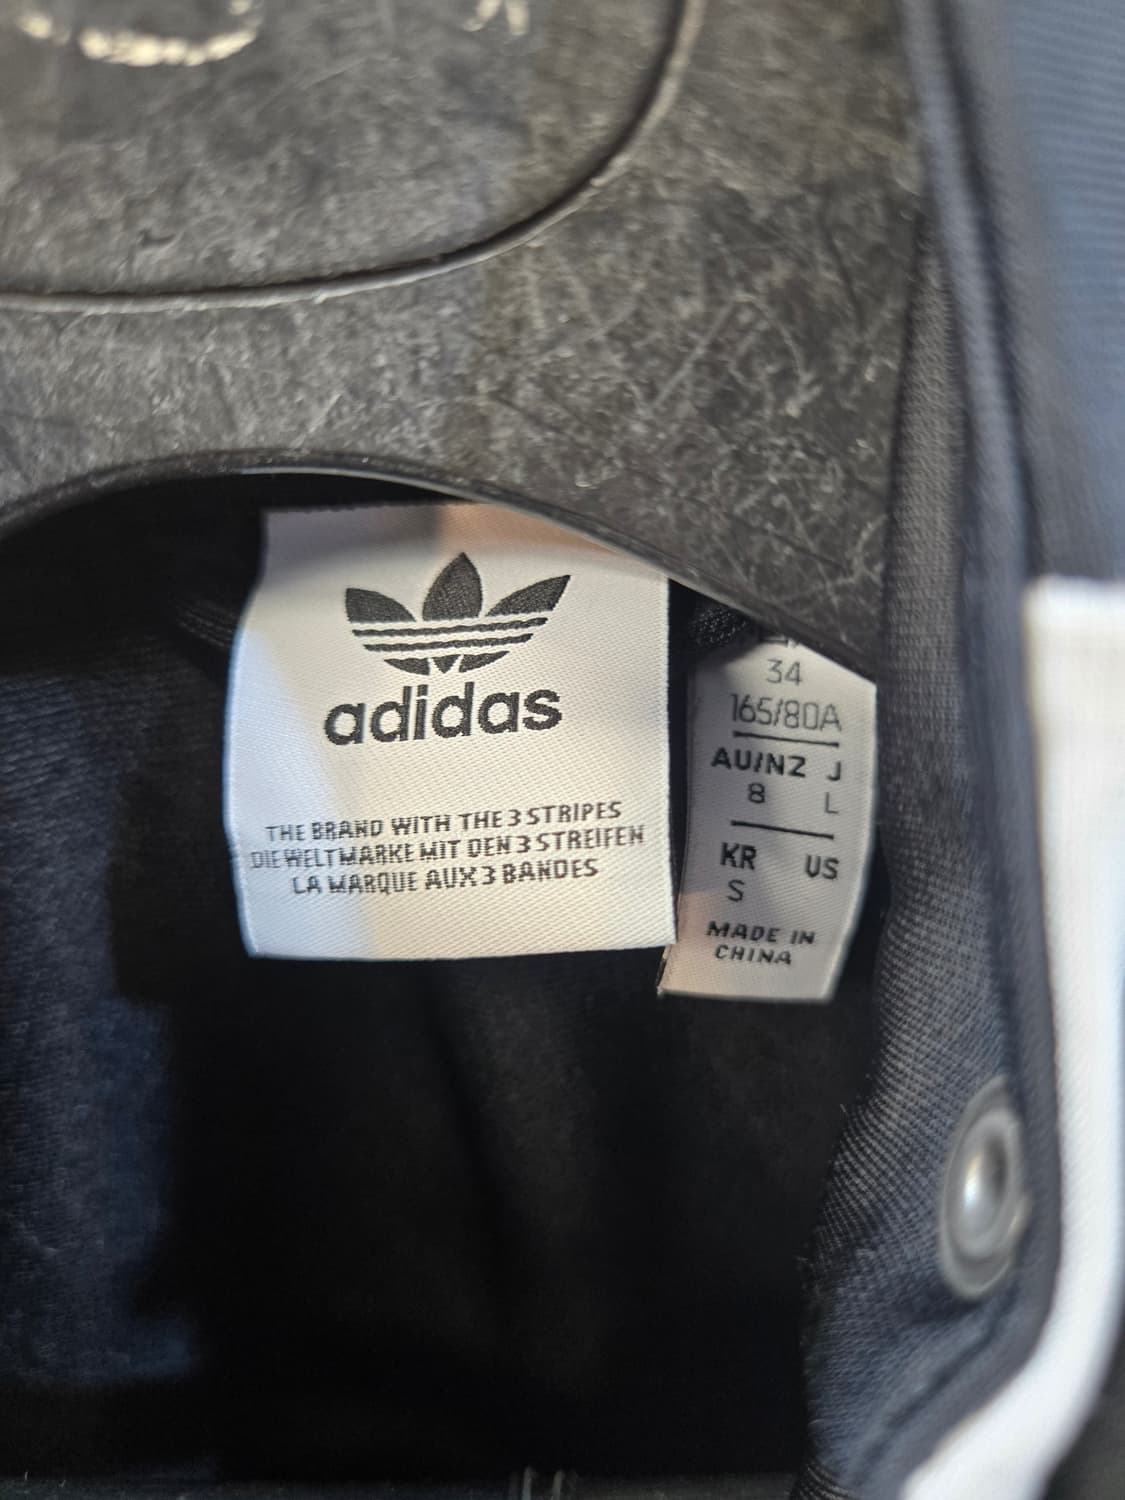 adidas
THE BRAND WITH THE 3 STRIPES
DIE WELTMARKE MIT DEN 3 STREIFEN
LA MARQUE AUX 3 BANDES
34
165/80A
AU/NZ J
8 L
KR US
S
MADE IN
CHINA